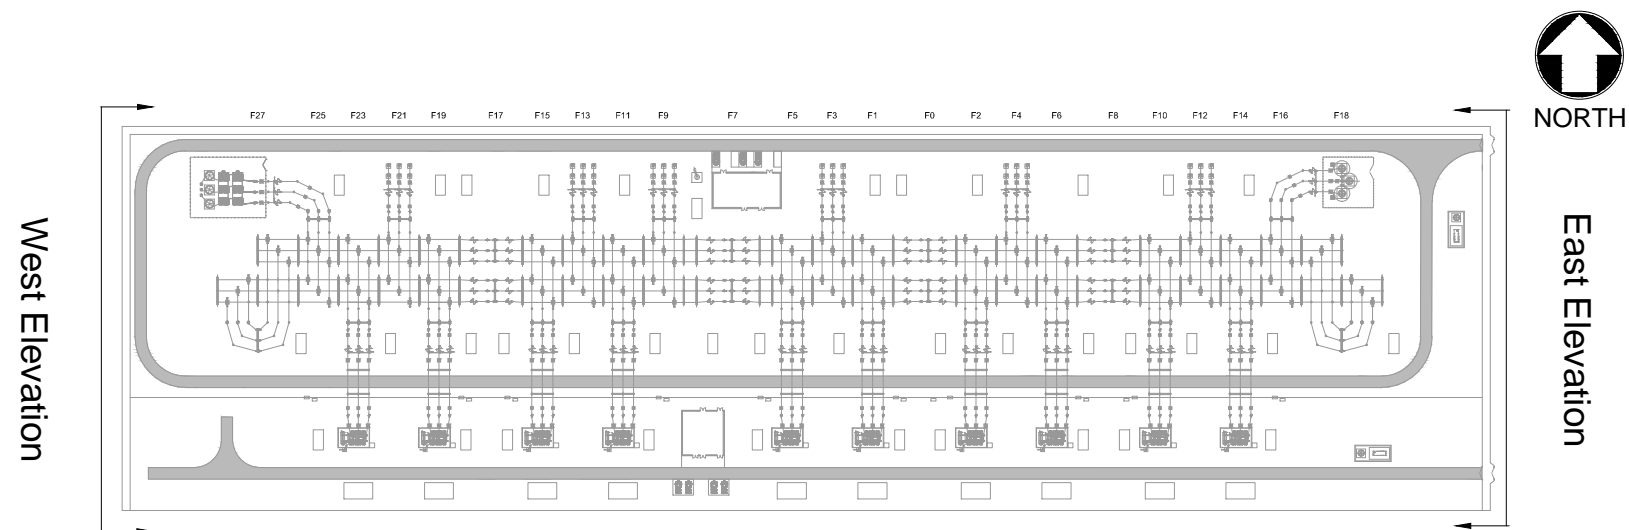 NORTH
F27 F25 F23 F21 F19 F17 F15 F13 F11 F9 F7 F5 F3 F1 F0 F2 F4 F6 F8 F10 F12 F14 F16 F18
West Elevation
East Elevation